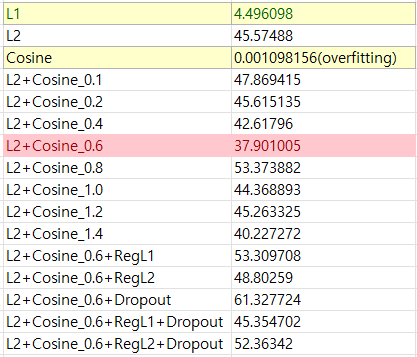 L1 4.496098
L2 45.57488
Cosine 0.001098156(overfitting)
L2+Cosine_0.1 47.869415
L2+Cosine_0.2 45.615135
L2+Cosine_0.4 42.61796
L2+Cosine_0.6 37.901005
L2+Cosine_0.8 53.373882
L2+Cosine_1.0 44.368893
L2+Cosine_1.2 45.263325
L2+Cosine_1.4 40.227272
L2+Cosine_0.6+RegL1 53.309708
L2+Cosine_0.6+RegL2 48.80259
L2+Cosine_0.6+Dropout 61.327724
L2+Cosine_0.6+RegL1+Dropout 45.354702
L2+Cosine_0.6+RegL2+Dropout 52.36342